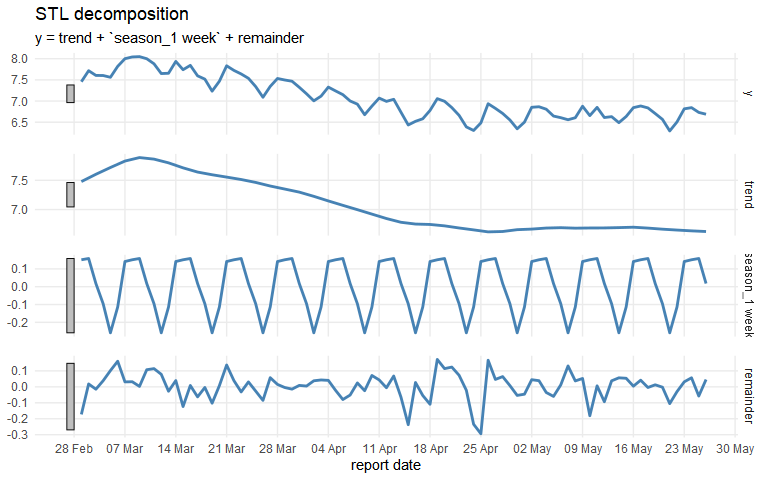 STL decomposition
y = trend + `season_1 week` + remainder
8.0
7.5
7.0
6.5
y
7.5
7.0
trend
0.1
0.0
-0.1
-0.2
season_1 week
0.1
0.0
-0.1
-0.2
-0.3
remainder
28 Feb 07 Mar 14 Mar 21 Mar 28 Mar 04 Apr 11 Apr 18 Apr 25 Apr 02 May 09 May 16 May 23 May 30 May
report date